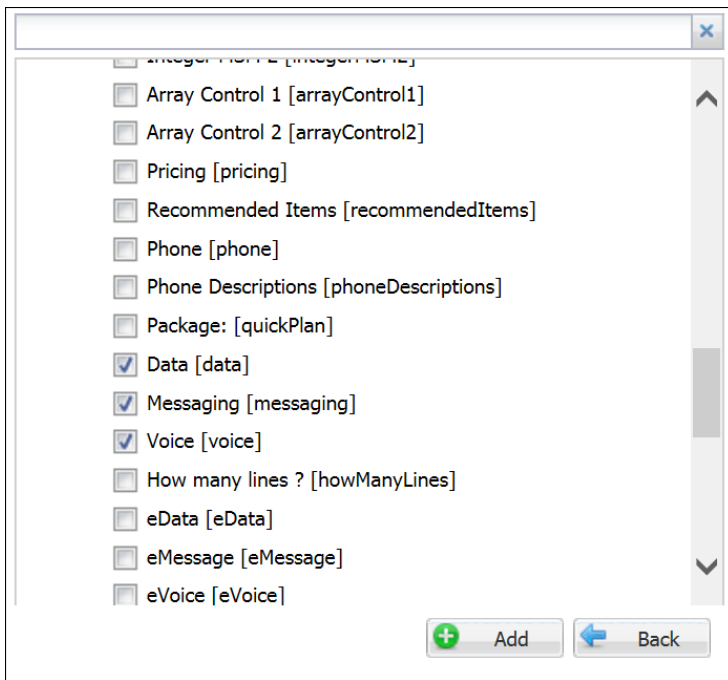 Array Control 1 [arrayControl1]
Array Control 2 [arrayControl2]
Pricing [pricing]
Recommended Items [recommendedItems]
Phone [phone]
Phone Descriptions [phoneDescriptions]
Package: [quickPlan]
Data [data]
Messaging [messaging]
Voice [voice]
How many lines ? [howManyLines]
eData [eData]
eMessage [eMessage]
eVoice [eVoice]
Add Back